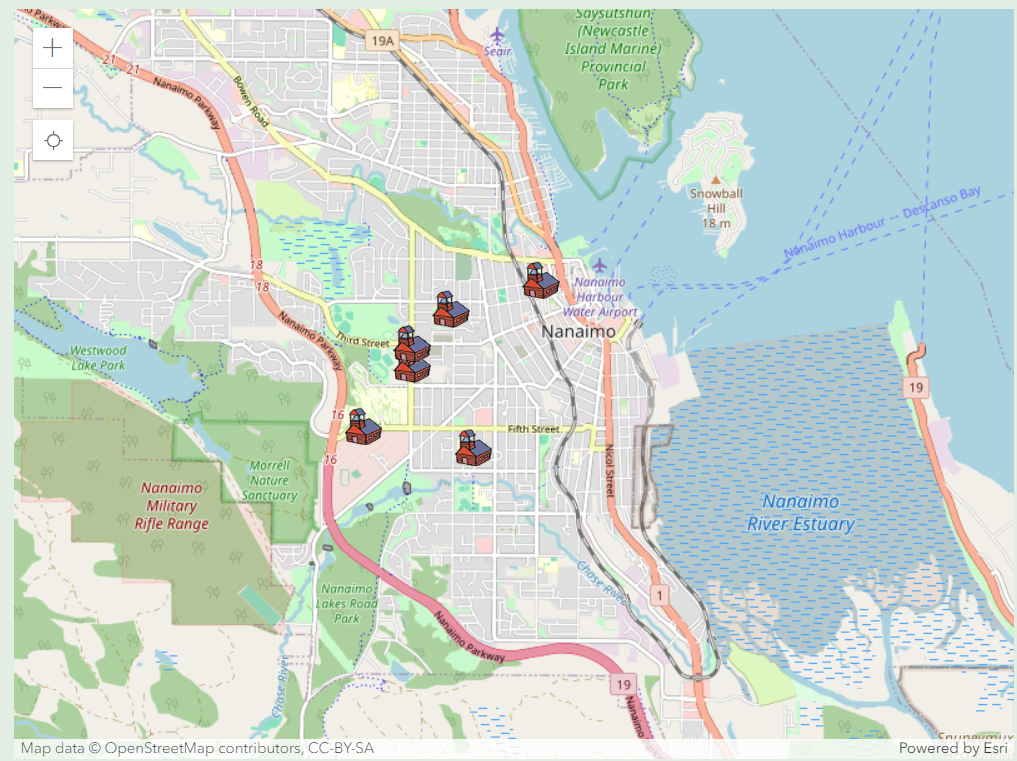 Parkway
19A
Saysutshun
(Newcastle
Island Marine)
Provincial
Park
Seair
21
21
Nanaimo Parkway
Bowen Road
Snowball
Hill
18 m
Nanaimo Harbour - Descanso Bay
18
18
Nanaimo
Harbour
Water Airport
Nanaimo
Nanaimo Parkway
Third Street
Westwood
Lake Park
19
16
Fifth Street
16
Nicol Street
Morrell
Nature
Sanctuary
Nanaimo
Military
Rifle Range
Nanaimo
River Estuary
Chase River
Nanaimo
Lakes Road
Park
1
Nanaimo Parkway
Chase River
19
Nanaimo
Snuneymux
Map data © OpenStreetMap contributors, CC-BY-SA
Powered by Esri